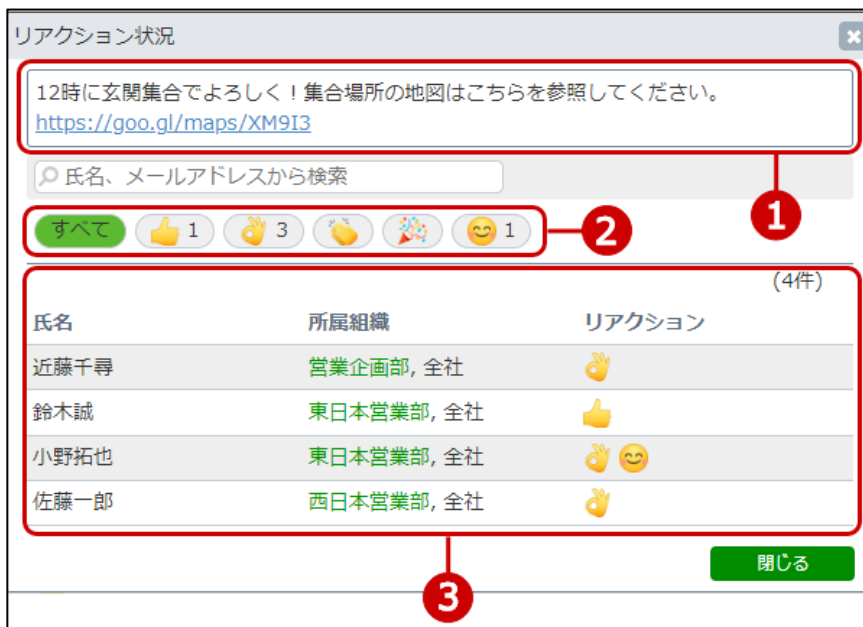 リアクション状況
12時に玄関集合でよろしく！集合場所の地図はこちらを参照してください。
https://goo.gl/maps/XM9I3
氏名、メールアドレスから検索
1
すべて 👍 1 👌 3 👏 🎉 😊 1
2
(4件)
氏名 所属組織 リアクション
近藤千尋 営業企画部, 全社 👌
鈴木誠 東日本営業部, 全社 👍
小野拓也 東日本営業部, 全社 👌 😊
佐藤一郎 西日本営業部, 全社 👌
閉じる
3